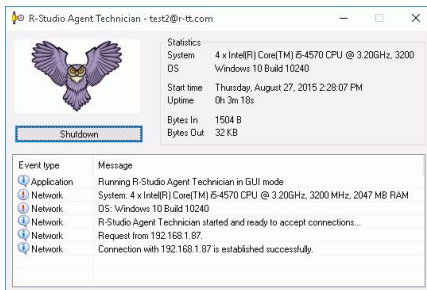 R-Studio Agent Technician - test2@r-tt.com
Statistics
System 4 x Intel(R) Core(TM) i5-4570 CPU @ 3.20GHz, 3200
OS Windows 10 Build 10240
Start time Thursday, August 27, 2015 2:28:07 PM
Uptime 0h 3m 18s
Bytes In 1504 B
Bytes Out 32 KB
Shutdown
Event type Message
Application Running R-Studio Agent Technician in GUI mode
Network System: 4 x Intel(R) Core(TM) i5-4570 CPU @ 3.20GHz, 3200 MHz, 2047 MB RAM
Network OS: Windows 10 Build 10240
Network R-Studio Agent Technician started and ready to accept connections...
Network Request from 192.168.1.87.
Network Connection with 192.168.1.87 is established successfully.